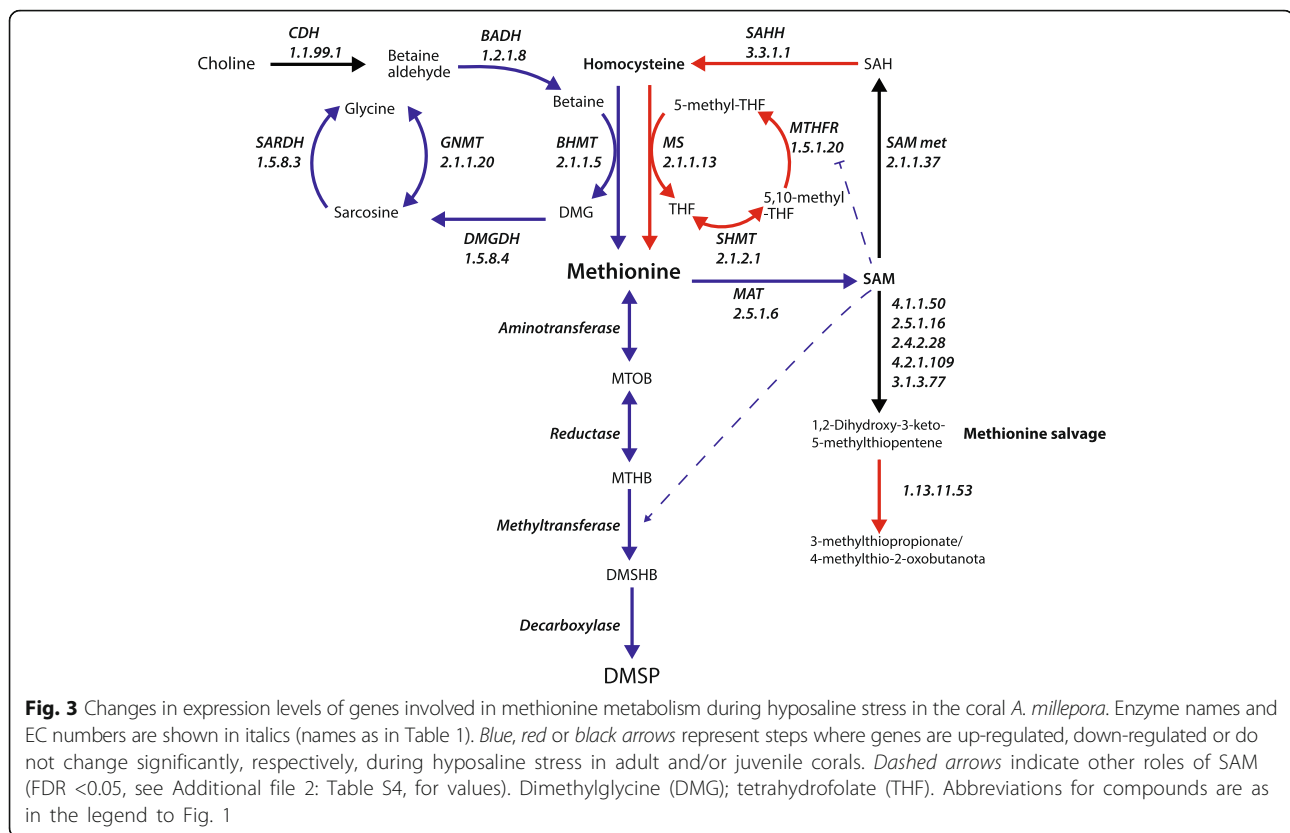 CDH
1.1.99.1
BADH
1.2.1.8
SAHH
3.3.1.1
Choline
Betaine
aldehyde
Homocysteine
SAH
Glycine
Betaine
5-methyl-THF
SARDH
1.5.8.3
GNMT
2.1.1.20
BHMT
2.1.1.5
MS
2.1.1.13
MTHFR
1.5.1.20
SAM met
2.1.1.37
Sarcosine
DMG
THF
5,10-methyl
-THF
DMGDH
1.5.8.4
SHMT
2.1.2.1
Methionine
MAT
2.5.1.6
SAM
4.1.1.50
2.5.1.16
2.4.2.28
4.2.1.109
3.1.3.77
Aminotransferase
MTOB
Reductase
1,2-Dihydroxy-3-keto-
5-methylthiopentene
Methionine salvage
MTHB
1.13.11.53
Methyltransferase
3-methylthiopropionate/
4-methylthio-2-oxobutanota
DMSHB
Decarboxylase
DMSP
Fig. 3 Changes in expression levels of genes involved in methionine metabolism during hyposaline stress in the coral A. millepora. Enzyme names and
EC numbers are shown in italics (names as in Table 1). Blue, red or black arrows represent steps where genes are up-regulated, down-regulated or do
not change significantly, respectively, during hyposaline stress in adult and/or juvenile corals. Dashed arrows indicate other roles of SAM
(FDR <0.05, see Additional file 2: Table S4, for values). Dimethylglycine (DMG); tetrahydrofolate (THF). Abbreviations for compounds are as
in the legend to Fig. 1